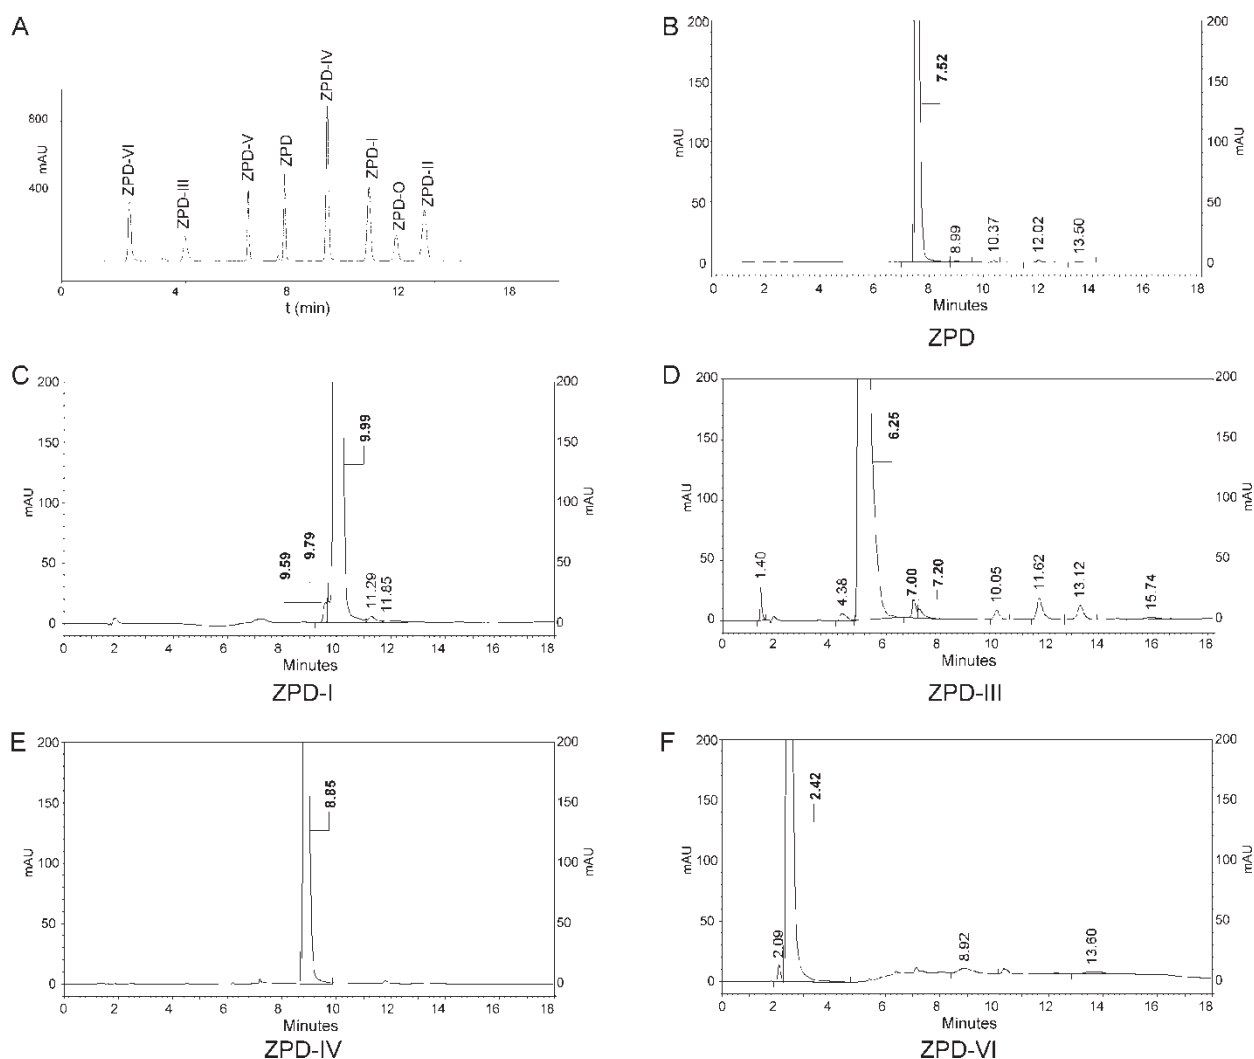 A
800
mAU
400
ZPD-VI
ZPD-III
ZPD-V
ZPD
ZPD-IV
ZPD-I
ZPD-O
ZPD-II
0 4 8 12 18
t (min)
B
200 200
150 150
100 100
50 50
0 0
mAU mAU
7.52
8.99
10.37
12.02
13.50
0 2 4 6 8 10 12 14 16 18
Minutes
ZPD
C
200 200
150 150
100 100
50 50
0 0
mAU mAU
9.59
9.79
9.99
11.29
11.85
0 2 4 6 8 10 12 14 16 18
Minutes
ZPD-I
D
200 200
150 150
100 100
50 50
0 0
mAU mAU
1.40
4.38
6.25
7.00
7.20
10.05
11.62
13.12
15.74
0 2 4 6 8 10 12 14 16 18
Minutes
ZPD-III
E
200 200
150 150
100 100
50 50
0 0
mAU mAU
8.85
0 2 4 6 8 10 12 14 16 18
Minutes
ZPD-IV
F
200 200
150 150
100 100
50 50
0 0
mAU mAU
2.09
2.42
8.92
13.60
0 2 4 6 8 10 12 14 16 18
Minutes
ZPD-VI